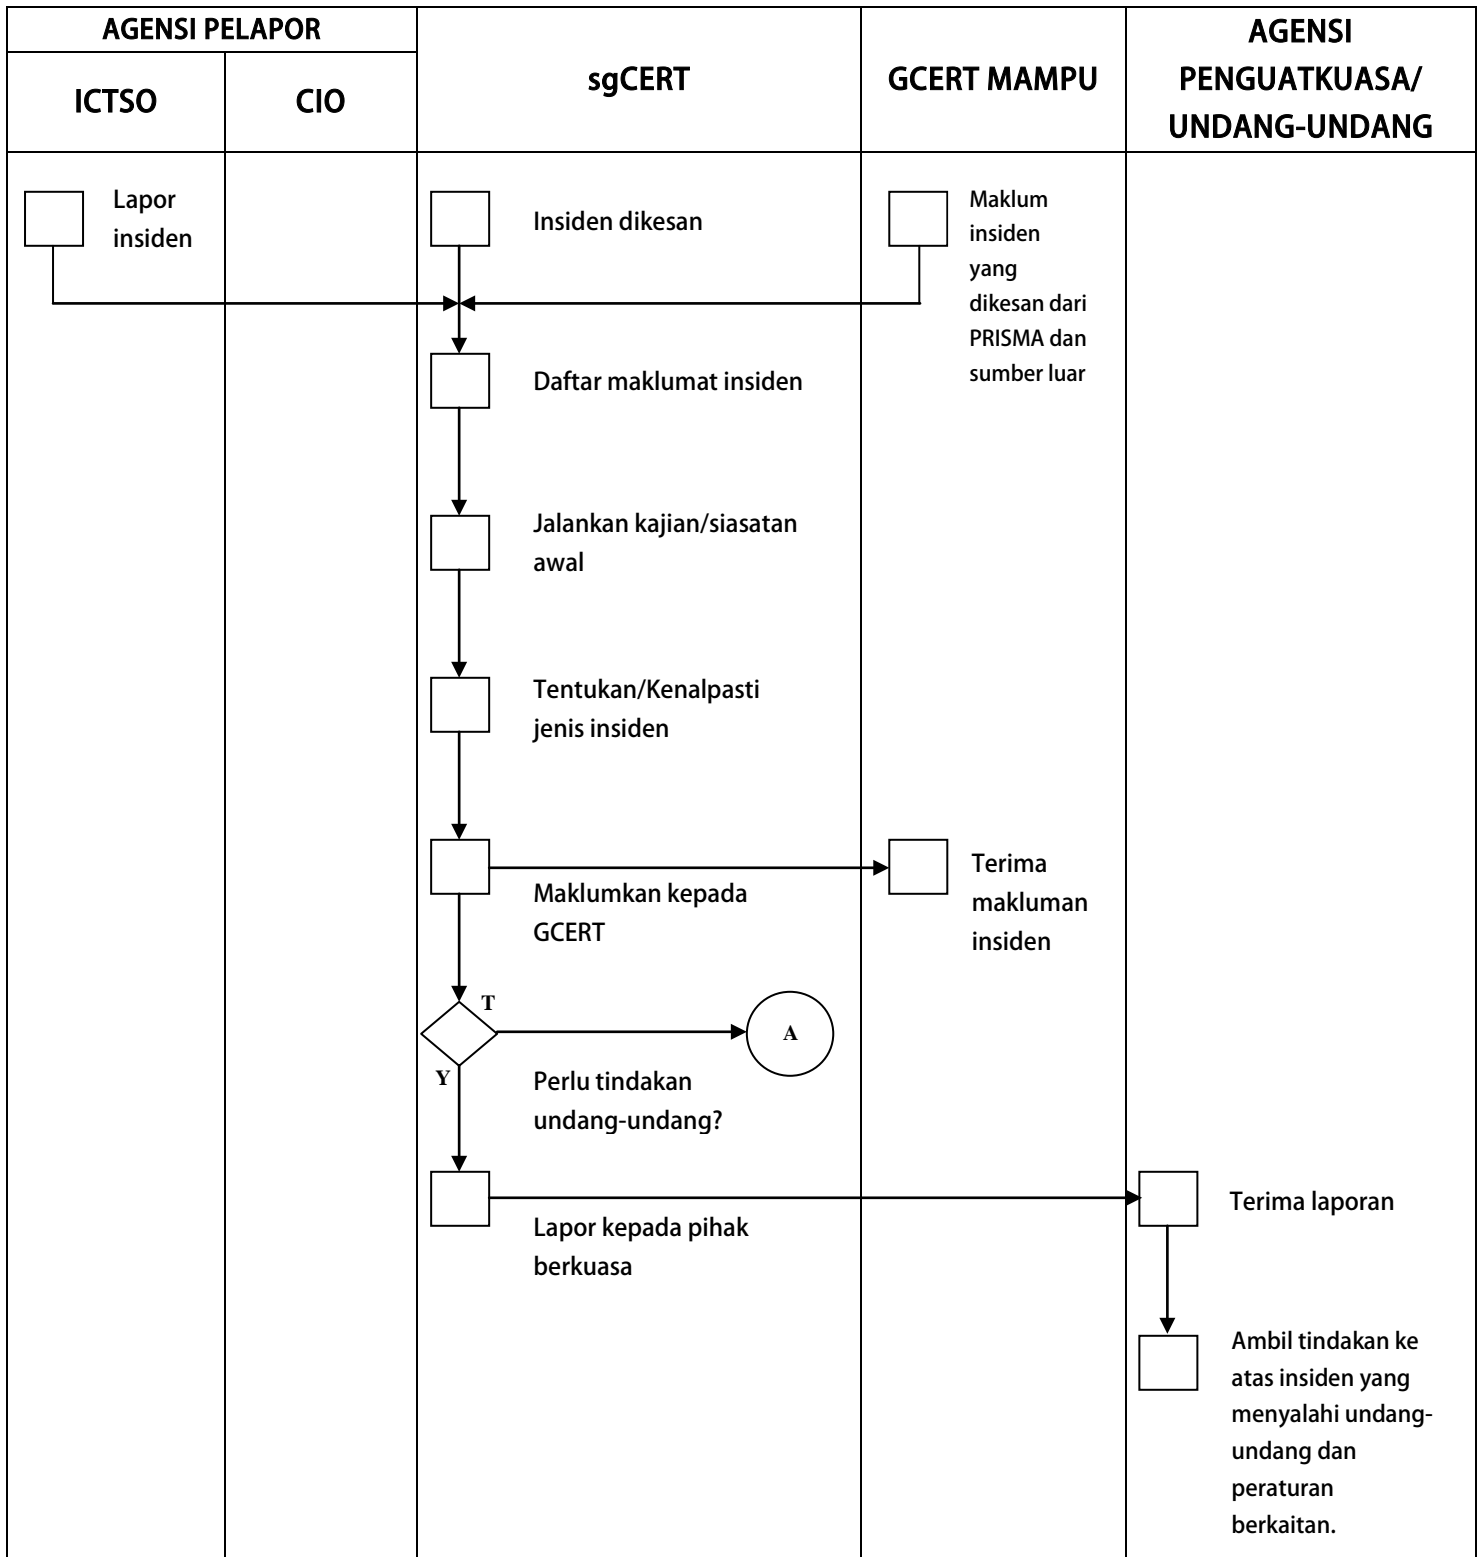 AGENSI PELAPOR
ICTSO
CIO
sgCERT
GCERT MAMPU
AGENSI
PENGUATKUASA/
UNDANG-UNDANG
Lapor
insiden
Insiden dikesan
Maklum
insiden
yang
dikesan dari
PRISMA dan
sumber luar
Daftar maklumat insiden
Jalankan kajian/siasatan
awal
Tentukan/Kenalpasti
jenis insiden
Maklumkan kepada
GCERT
Terima
makluman
insiden
T
A
Y
Perlu tindakan
undang-undang?
Lapor kepada pihak
berkuasa
Terima laporan
Ambil tindakan ke
atas insiden yang
menyalahi undang-
undang dan
peraturan
berkaitan.